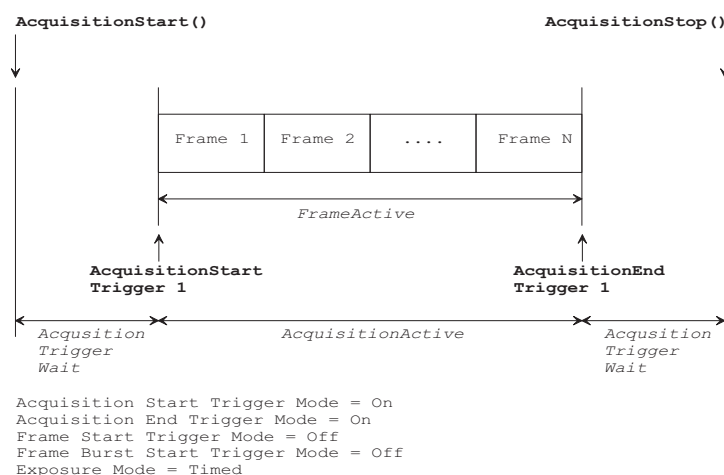 AcquisitionStart() AcquisitionStop()
Frame 1 Frame 2 .... Frame N
FrameActive
AcquisitionStart AcquisitionEnd
Trigger 1 Trigger 1
Acqusition AcquisitionActive Acqusition
Trigger Trigger
Wait Wait
Acquisition Start Trigger Mode = On
Acquisition End Trigger Mode = On
Frame Start Trigger Mode = Off
Frame Burst Start Trigger Mode = Off
Exposure Mode = Timed